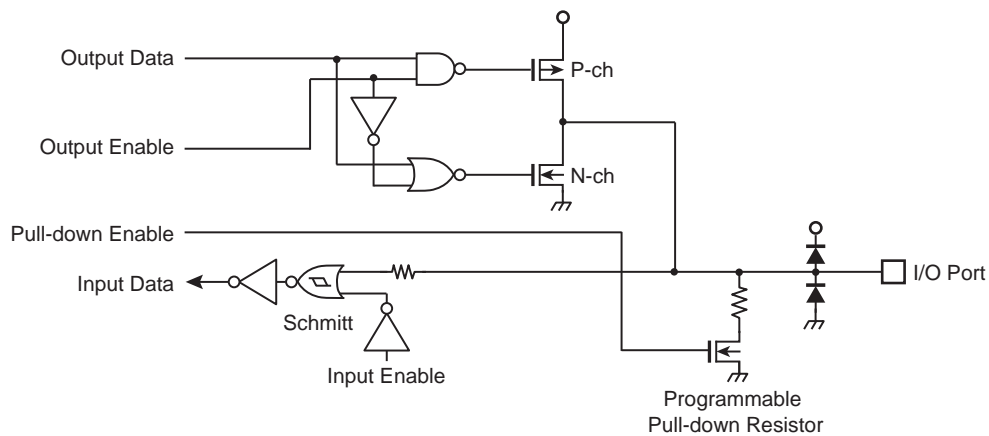 Output Data
P-ch
Output Enable
N-ch
Pull-down Enable
Input Data
I/O Port
Schmitt
Input Enable
Programmable
Pull-down Resistor